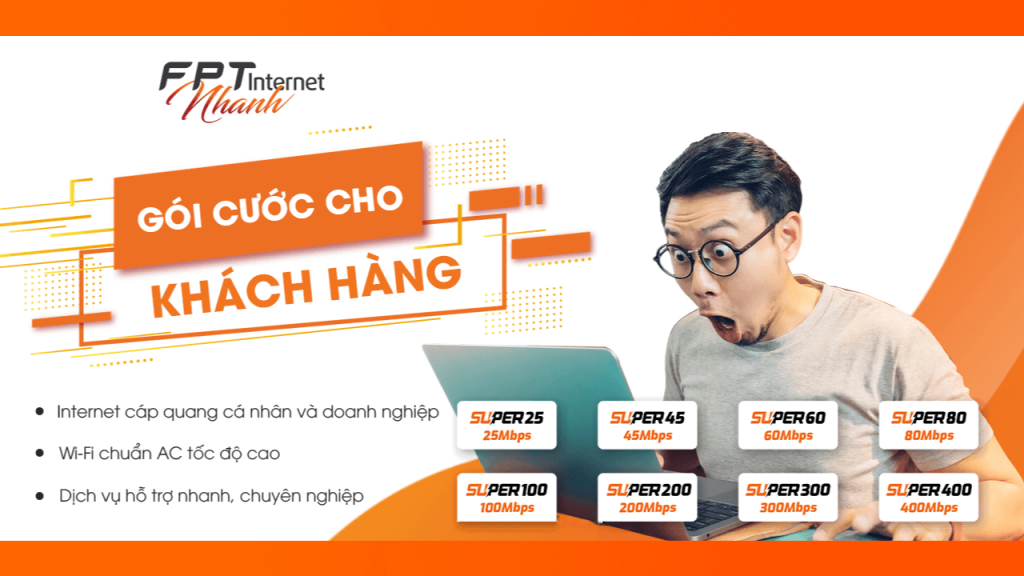 FPT Internet
Nhanh
GÓI CƯỚC CHO
KHÁCH HÀNG
Internet cáp quang cá nhân và doanh nghiệp
Wi-Fi chuẩn AC tốc độ cao
Dịch vụ hỗ trợ nhanh, chuyên nghiệp
SUPER25
25Mbps
SUPER45
45Mbps
SUPER60
60Mbps
SUPER80
80Mbps
SUPER100
100Mbps
SUPER200
200Mbps
SUPER300
300Mbps
SUPER400
400Mbps